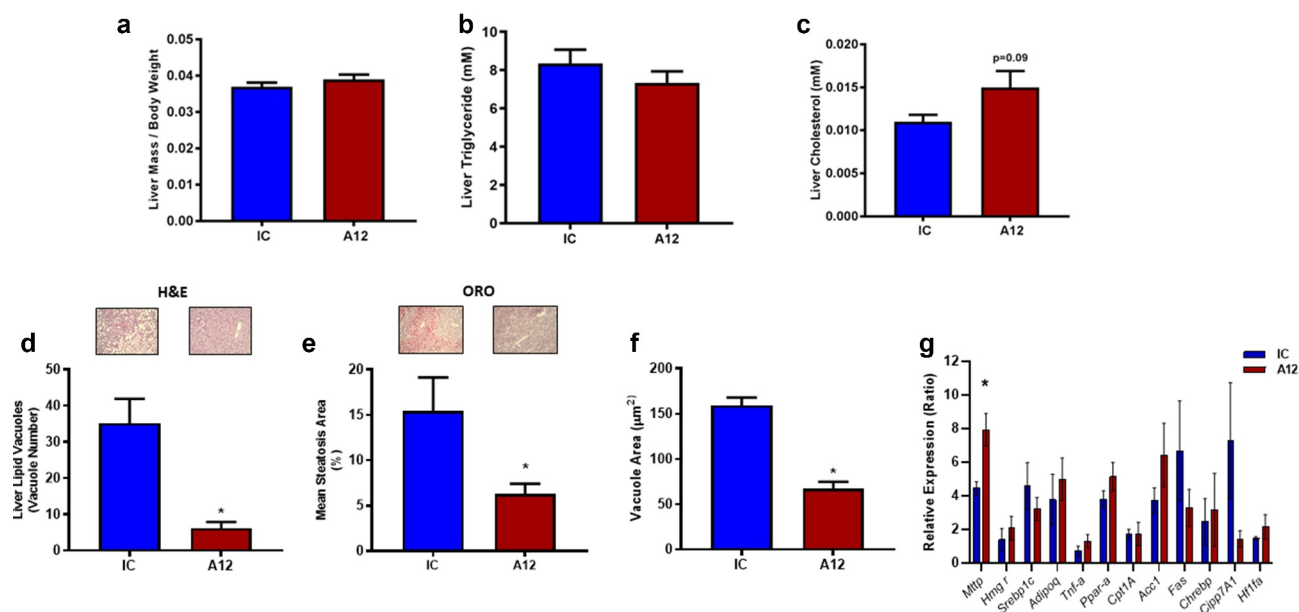 a
Liver Mass / Body Weight
0.05
0.04
0.03
0.02
0.01
0.00
IC
A12
b
Liver Triglyceride (mM)
10
8
6
4
2
0
IC
A12
c
Liver Cholesterol (mM)
0.020
0.015
0.010
0.005
0.000
p=0.09
IC
A12
H&E
d
Liver Lipid Vacuoles
(Vacuole Number)
50
40
30
20
10
0
*
IC
A12
ORO
e
Mean Steatosis Area
(%)
20
15
10
5
0
*
IC
A12
f
Vacuole Area (μm²)
200
150
100
50
0
*
IC
A12
g
Relative Expression (Ratio)
12
10
8
6
4
2
0
*
IC
A12
Mttp
Hmg r
Srebp1c
Adipoq
Tnf-a
Ppar-a
Cpt1A
Acc1
Fas
Chrebp
Cipp7A1
Hf1fa